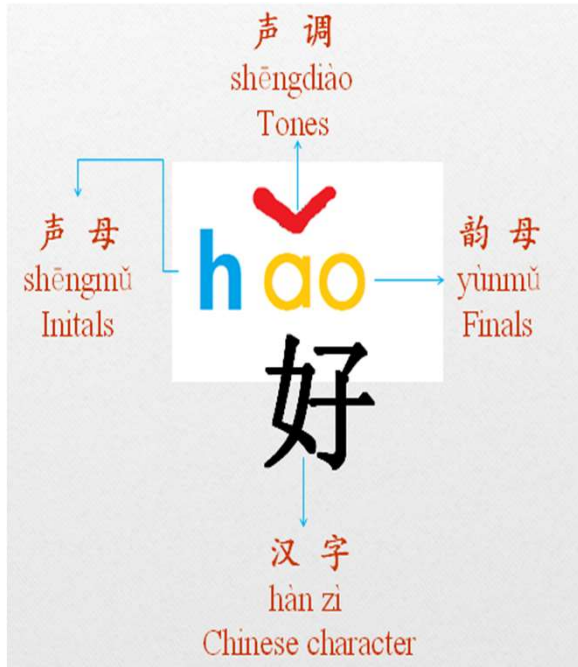 声 调
shēngdiào
Tones
声 母
shēngmǔ
Initals
hǎo
韵 母
yùnmǔ
Finals
好
汉 字
hàn zì
Chinese character